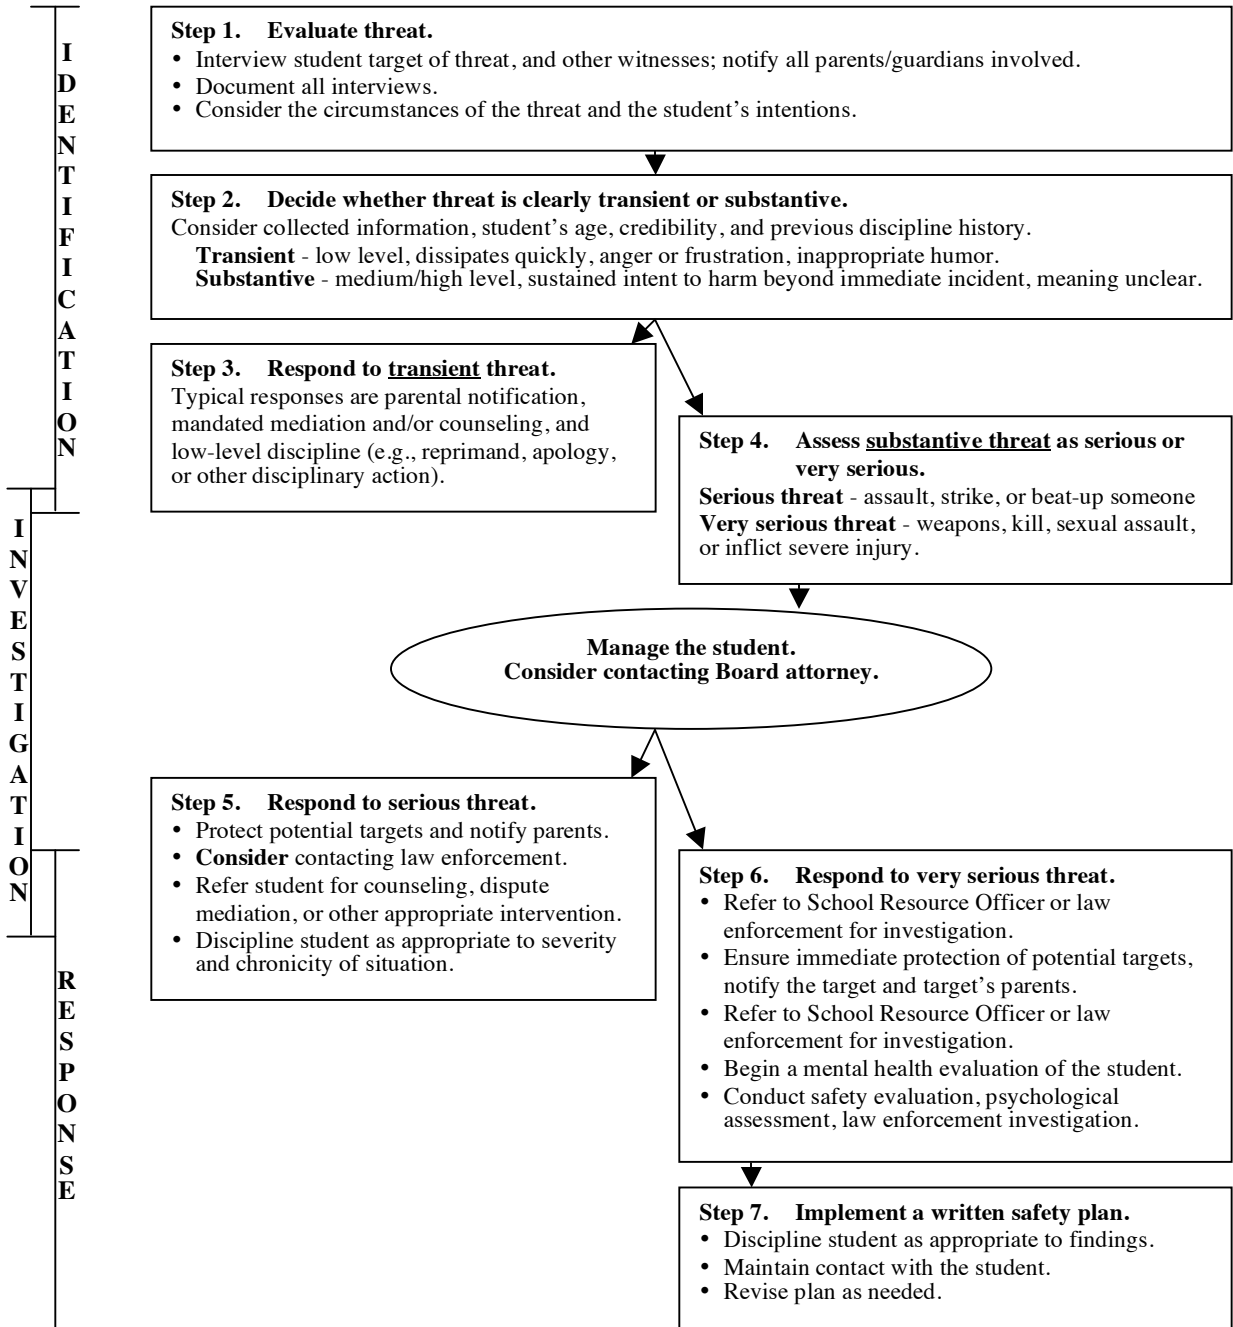 IDENTIFICATION
Step 1. Evaluate threat.
• Interview student target of threat, and other witnesses; notify all parents/guardians involved.
• Document all interviews.
• Consider the circumstances of the threat and the student's intentions.
Step 2. Decide whether threat is clearly transient or substantive.
Consider collected information, student's age, credibility, and previous discipline history.
Transient - low level, dissipates quickly, anger or frustration, inappropriate humor.
Substantive - medium/high level, sustained intent to harm beyond immediate incident, meaning unclear.
Step 3. Respond to transient threat.
Typical responses are parental notification,
mandated mediation and/or counseling, and
low-level discipline (e.g., reprimand, apology,
or other disciplinary action).
Step 4. Assess substantive threat as serious or
very serious.
Serious threat - assault, strike, or beat-up someone
Very serious threat - weapons, kill, sexual assault,
or inflict severe injury.
INVESTIGATION
Manage the student.
Consider contacting Board attorney.
Step 5. Respond to serious threat.
• Protect potential targets and notify parents.
• Consider contacting law enforcement.
• Refer student for counseling, dispute
mediation, or other appropriate intervention.
• Discipline student as appropriate to severity
and chronicity of situation.
RESPONSE
Step 6. Respond to very serious threat.
• Refer to School Resource Officer or law
enforcement for investigation.
• Ensure immediate protection of potential targets,
notify the target and target's parents.
• Refer to School Resource Officer or law
enforcement for investigation.
• Begin a mental health evaluation of the student.
• Conduct safety evaluation, psychological
assessment, law enforcement investigation.
Step 7. Implement a written safety plan.
• Discipline student as appropriate to findings.
• Maintain contact with the student.
• Revise plan as needed.